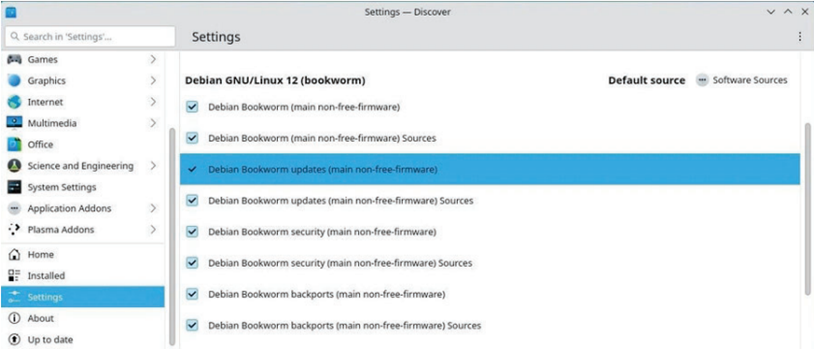 Settings — Discover
Search in 'Settings'...
Settings
Games
Graphics
Internet
Multimedia
Office
Science and Engineering
System Settings
Application Addons
Plasma Addons
Home
Installed
Settings
About
Up to date
Debian GNU/Linux 12 (bookworm)
Default source
Software Sources
Debian Bookworm (main non-free-firmware)
Debian Bookworm (main non-free-firmware) Sources
Debian Bookworm updates (main non-free-firmware)
Debian Bookworm updates (main non-free-firmware) Sources
Debian Bookworm security (main non-free-firmware)
Debian Bookworm security (main non-free-firmware) Sources
Debian Bookworm backports (main non-free-firmware)
Debian Bookworm backports (main non-free-firmware) Sources